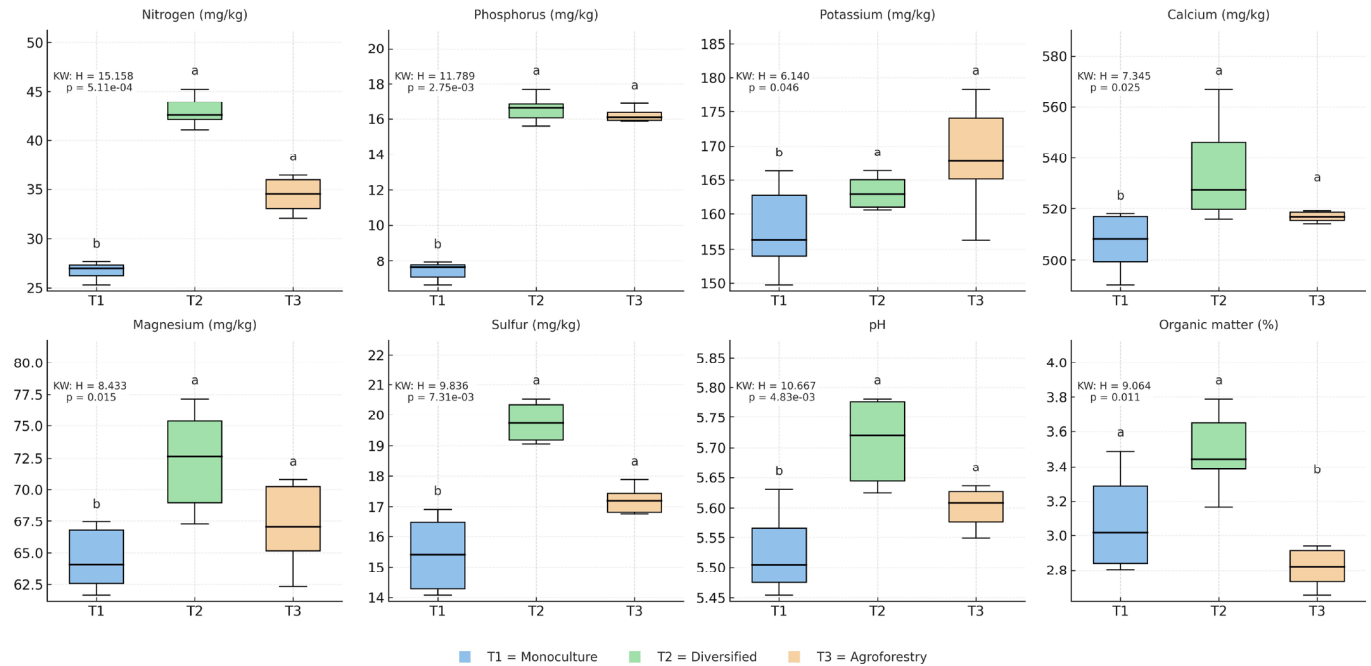 Nitrogen (mg/kg)
50
45
40
35
30
25
KW: H = 15.158
p = 5.11e-04
b
a
a
T1
T2
T3
Phosphorus (mg/kg)
20
18
16
14
12
10
8
KW: H = 11.789
p = 2.75e-03
b
a
a
T1
T2
T3
Potassium (mg/kg)
185
180
175
170
165
160
155
150
KW: H = 6.140
p = 0.046
b
a
a
T1
T2
T3
Calcium (mg/kg)
580
560
540
520
500
KW: H = 7.345
p = 0.025
b
a
a
T1
T2
T3
Magnesium (mg/kg)
80.0
77.5
75.0
72.5
70.0
67.5
65.0
62.5
KW: H = 8.433
p = 0.015
b
a
a
T1
T2
T3
Sulfur (mg/kg)
22
21
20
19
18
17
16
15
14
KW: H = 9.836
p = 7.31e-03
b
a
a
T1
T2
T3
pH
5.85
5.80
5.75
5.70
5.65
5.60
5.55
5.50
5.45
KW: H = 10.667
p = 4.83e-03
b
a
a
T1
T2
T3
Organic matter (%)
4.0
3.8
3.6
3.4
3.2
3.0
2.8
KW: H = 9.064
p = 0.011
a
a
b
T1
T2
T3
T1 = Monoculture
T2 = Diversified
T3 = Agroforestry